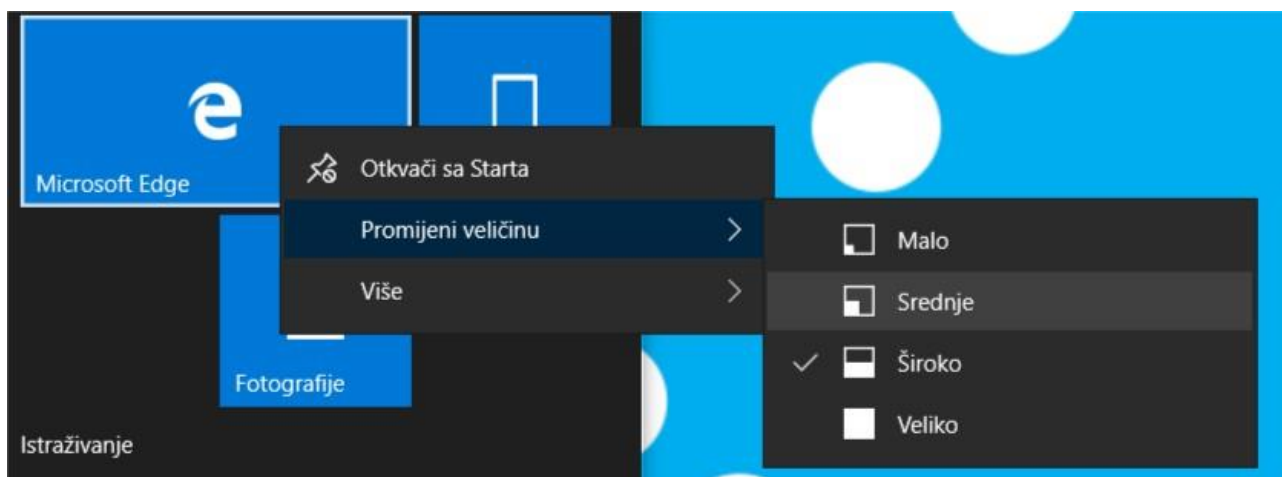 Microsoft Edge
Otkvači sa Starta
Promijeni veličinu
Više
Malo
Srednje
Široko
Veliko
Fotografije
Istraživanje